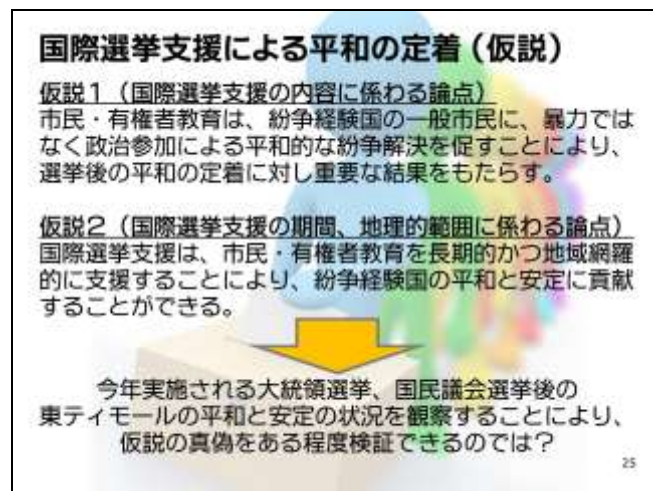 国際選挙支援による平和の定着（仮説）
仮説１（国際選挙支援の内容に係わる論点）
市民・有権者教育は、紛争経験国の一般市民に、暴力では
なく政治参加による平和的な紛争解決を促すことにより、
選挙後の平和の定着に対し重要な結果をもたらす。
仮説２（国際選挙支援の期間、地理的範囲に係わる論点）
国際選挙支援は、市民・有権者教育を長期的かつ地域網羅
的に支援することにより、紛争経験国の平和と安定に貢献
することができる。
今年実施される大統領選挙、国民議会選挙後の
東ティモールの平和と安定の状況を観察することにより、
仮説の真偽をある程度検証できるのでは？
25